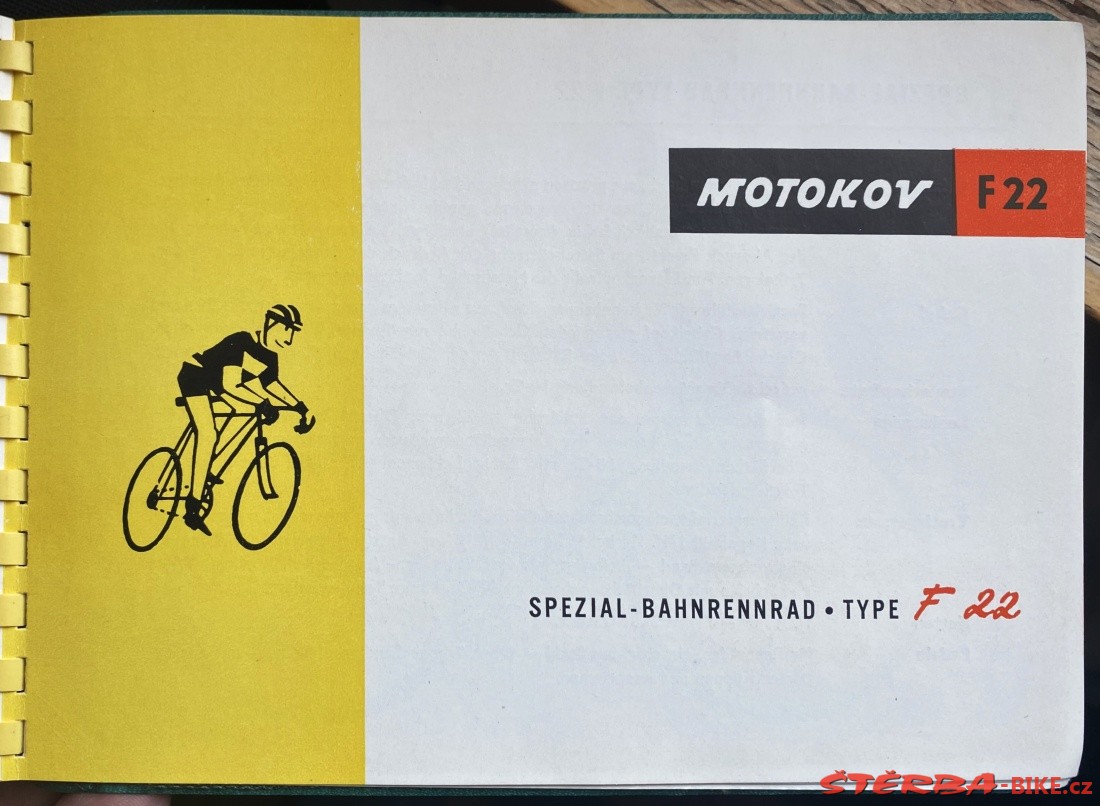 MOTOKOV F 22
SPEZIAL-BAHNRENNRAD • TYPE F 22
ŠTĚRBA-BIKE.cz